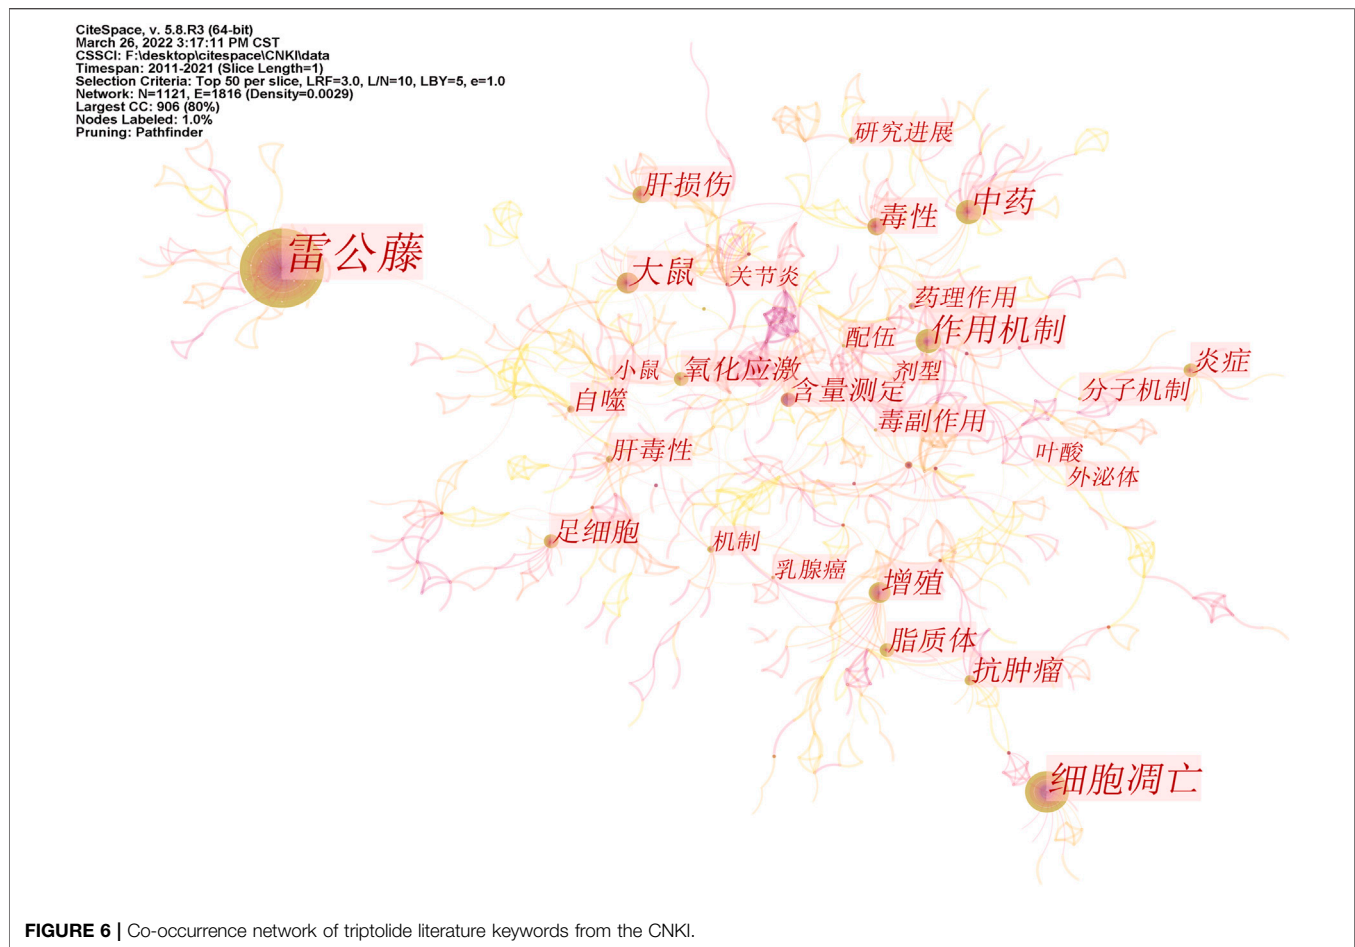 CiteSpace, v. 5.8.R3 (64-bit)
March 26, 2022 3:17:11 PM CST
CSSCI: F:\desktop\citespace\CNKI\data
Timespan: 2011-2021 (Slice Length=1)
Selection Criteria: Top 50 per slice, LRF=3.0, L/N=10, LBY=5, e=1.0
Network: N=1121, E=1816 (Density=0.0029)
Largest CC: 906 (80%)
Nodes Labeled: 1.0%
Pruning: Pathfinder
研究进展
肝损伤
中药
毒性
雷公藤
大鼠
关节炎
药理作用
作用机制
配伍
炎症
小鼠
氧化应激
剂型
含量测定
分子机制
自噬
毒副作用
肝毒性
叶酸
外泌体
足细胞
机制
乳腺癌
增殖
脂质体
抗肿瘤
细胞凋亡
FIGURE 6 | Co-occurrence network of triptolide literature keywords from the CNKI.